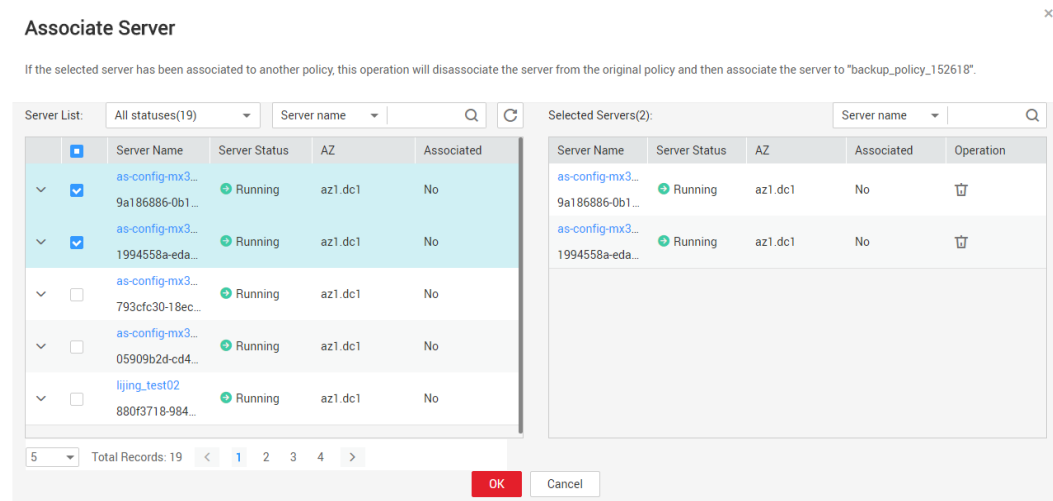 Associate Server
If the selected server has been associated to another policy, this operation will disassociate the server from the original policy and then associate the server to "backup_policy_152618".
Server List: All statuses(19) Server name
Server Name Server Status AZ Associated
as-config-mx3...
9a186886-0b1... Running az1.dc1 No
as-config-mx3...
1994558a-eda... Running az1.dc1 No
as-config-mx3...
793cfc30-18ec... Running az1.dc1 No
as-config-mx3...
05909b2d-cd4... Running az1.dc1 No
lijing_test02
880f3718-984... Running az1.dc1 No
5 Total Records: 19 < 1 2 3 4 >
Selected Servers(2): Server name
Server Name Server Status AZ Associated Operation
as-config-mx3...
9a186886-0b1... Running az1.dc1 No
as-config-mx3...
1994558a-eda... Running az1.dc1 No
OK Cancel